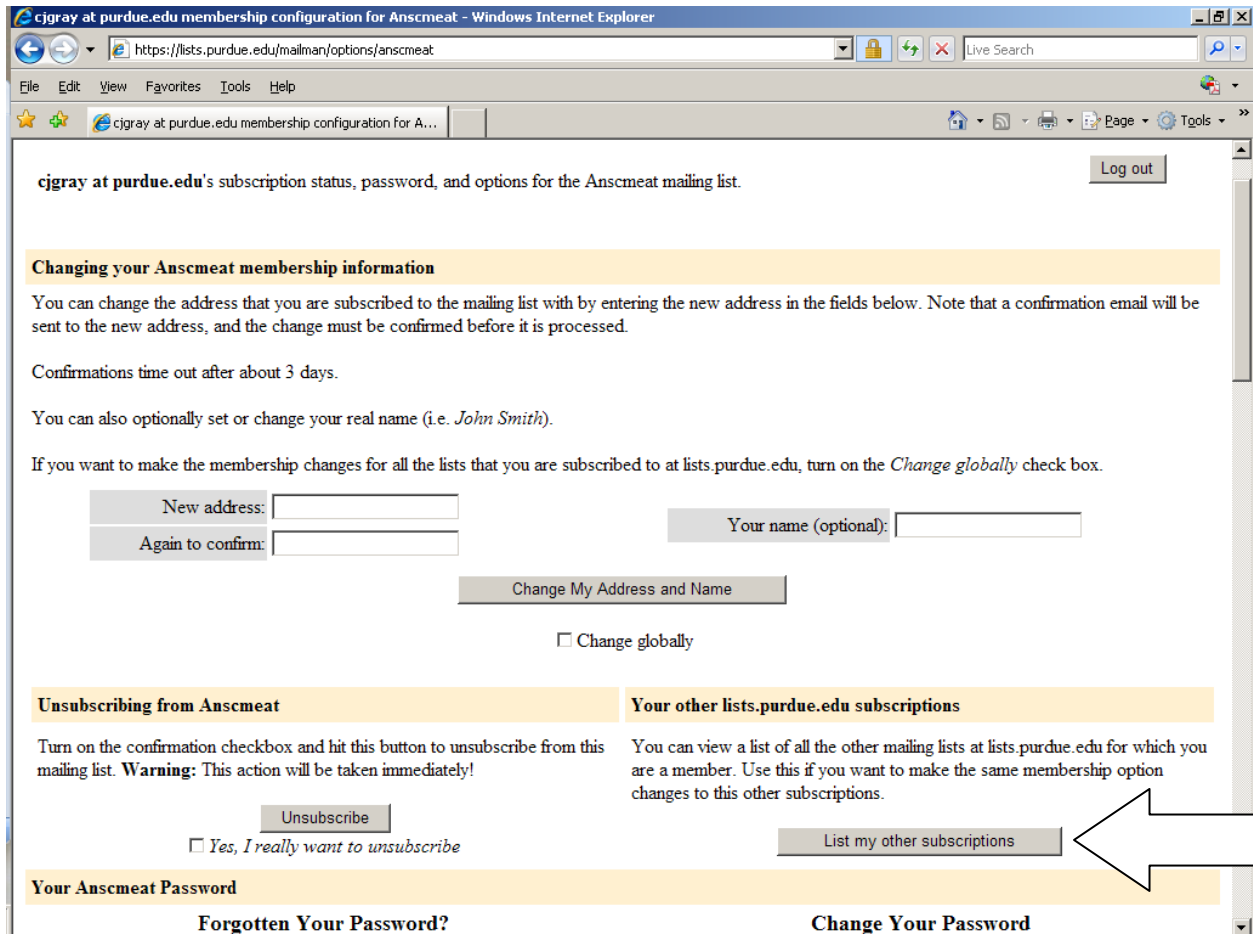 cjgray at purdue.edu membership configuration for Anscmeat - Windows Internet Explorer
https://lists.purdue.edu/mailman/options/anscmeat
Live Search
File Edit View Favorites Tools Help
cjgray at purdue.edu membership configuration for A...
Page Tools »
cjgray at purdue.edu's subscription status, password, and options for the Anscmeat mailing list.
Log out
Changing your Anscmeat membership information
You can change the address that you are subscribed to the mailing list with by entering the new address in the fields below. Note that a confirmation email will be
sent to the new address, and the change must be confirmed before it is processed.
Confirmations time out after about 3 days.
You can also optionally set or change your real name (i.e. John Smith).
If you want to make the membership changes for all the lists that you are subscribed to at lists.purdue.edu, turn on the Change globally check box.
New address:
Again to confirm:
Your name (optional):
Change My Address and Name
Change globally
Unsubscribing from Anscmeat
Turn on the confirmation checkbox and hit this button to unsubscribe from this
mailing list. Warning: This action will be taken immediately!
Unsubscribe
Yes, I really want to unsubscribe
Your other lists.purdue.edu subscriptions
You can view a list of all the other mailing lists at lists.purdue.edu for which you
are a member. Use this if you want to make the same membership option
changes to this other subscriptions.
List my other subscriptions
Your Anscmeat Password
Forgotten Your Password?
Change Your Password